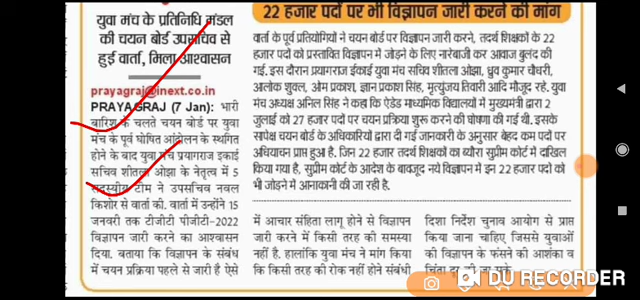 युवा मंच के प्रतिनिधि मंडल
की चयन बोर्ड उपसचिव से
हुई वार्ता, मिला आश्वासन
prayagraj@inext.co.in
PRAYAGRAJ (7 Jan): भारी
बारिश के चलते चयन बोर्ड पर युवा
मंच के पूर्व घोषित आंदोलन के स्थगित
होने के बाद युवा मंच प्रयागराज इकाई
सचिव शीतला ओझा के नेतृत्व में 5
सदस्यीय टीम ने उपसचिव नवल
किशोर से वार्ता की. वार्ता में उन्होंने 15
जनवरी तक टीजीटी पीजीटी-2022
विज्ञापन जारी करने का आश्वासन
दिया. बताया कि विज्ञापन के संबंध
में चयन प्रक्रिया पहले से जारी है ऐसे
22 हजार पदों पर भी विज्ञापन जारी करने की मांग
वार्ता के पूर्व प्रतियोगियों ने चयन बोर्ड पर विज्ञापन जारी करने, तदर्थ शिक्षकों के 22
हजार पदों को प्रस्तावित विज्ञापन में जोड़ने के लिए नारेबाजी कर आवाज बुलंद की
गई. इस दौरान प्रयागराज ईकाई युवा मंच सचिव शीतला ओझा, ध्रुव कुमार चौधरी,
आलोक शुक्ल, ओम प्रकाश, ज्ञान प्रकाश सिंह, मृत्युंजय तिवारी आदि मौजूद रहे. युवा
मंच अध्यक्ष अनिल सिंह ने कहा कि ऐडेड माध्यमिक विद्यालयों में मुख्यमंत्री द्वारा 2
जुलाई को 27 हजार पदों पर चयन प्रक्रिया शुरू करने की घोषणा की गई थी. इसके
सापेक्ष चयन बोर्ड के अधिकारियों द्वारा दी गई जानकारी के अनुसार बेहद कम पदों पर
अधियाचन प्राप्त हुआ है. जिन 22 हजार तदर्थ शिक्षकों का ब्यौरा सुप्रीम कोर्ट में दाखिल
किया गया है, सुप्रीम कोर्ट के आदेश के बावजूद नये विज्ञापन में इन 22 हजार पदों को
भी जोड़ने में आनाकानी की जा रही है.
में आचार संहिता लागू होने से विज्ञापन
जारी करने में किसी तरह की समस्या
नहीं है. हालांकि युवा मंच ने मांग किया
कि किसी तरह की रोक नहीं होने संबंधी
दिशा निर्देश चुनाव आयोग से प्राप्त
किया जाना चाहिए जिससे युवाओं
की विज्ञापन के फंसने की आशंका व
चिंता दूर की जा सके
DU RECORDER